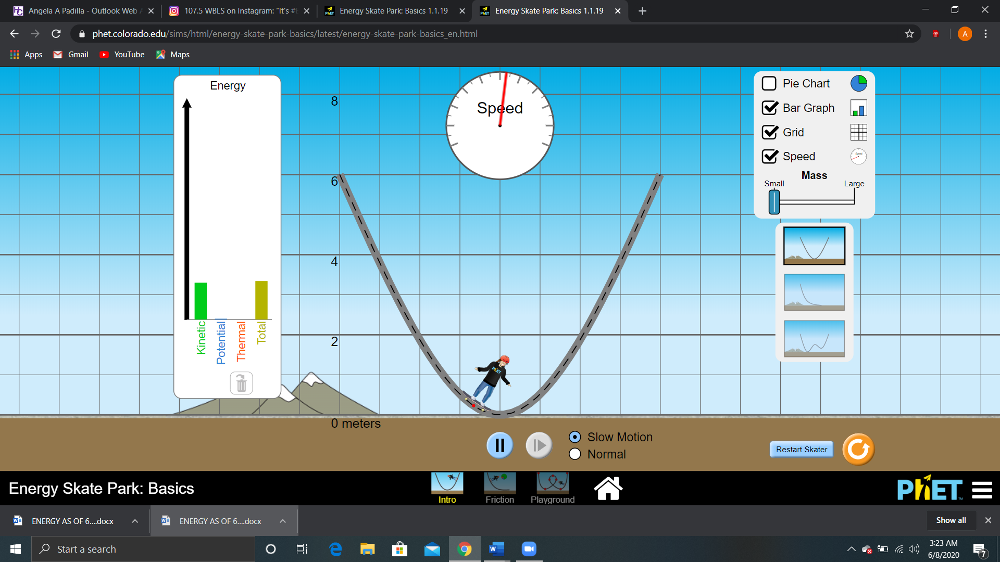 Angela A Padilla - Outlook Web
107.5 WBLS on Instagram: “It's #
Energy Skate Park: Basics 1.1.19
Energy Skate Park: Basics 1.1.19
phet.colorado.edu/sims/html/energy-skate-park-basics/latest/energy-skate-park-basics_en.html
A
Apps
Gmail
YouTube
Maps
Energy
Kinetic
Potential
Thermal
Total
8
6
4
2
0 meters
Speed
PhET
Pie Chart
Bar Graph
Grid
Speed
Mass
Small
Large
Slow Motion
Normal
Restart Skater
Energy Skate Park: Basics
Intro
Friction
Playground
PhET
ENERGY AS OF 6....docx
ENERGY AS OF 6....docx
Show all
Start a search
3:23 AM
6/8/2020
7